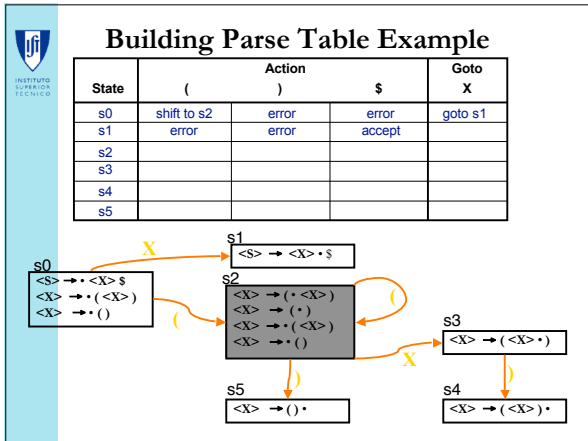 Building Parse Table Example
INSTITUTO
SUPERIOR
TECNICO
Action Goto
State ( ) $ X
s0 shift to s2 error error goto s1
s1 error error accept
s2
s3
s4
s5
X
s1
<S> → <X> • $
s0
<S> → • <X> $
<X> → • ( <X> )
<X> → • ( )
(
s2
<X> → ( • <X> )
<X> → ( • )
<X> → • ( <X> )
<X> → • ( )
(
X
s3
<X> → ( <X> • )
)
)
s5
<X> → ( ) •
s4
<X> → ( <X> ) •